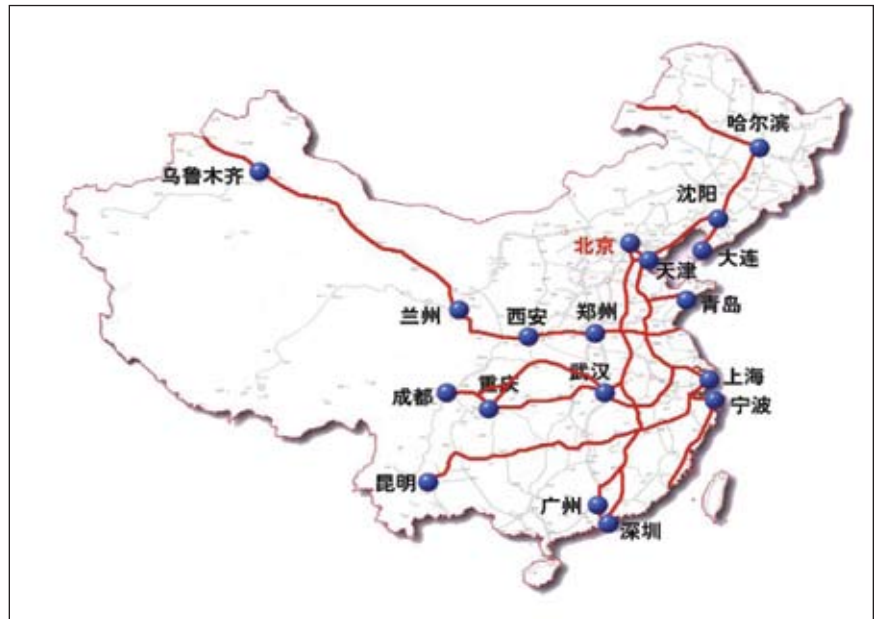 哈尔滨
乌鲁木齐
沈阳
北京
大连
天津
青岛
兰州
西安
郑州
上海
武汉
重庆
成都
宁波
昆明
广州
深圳